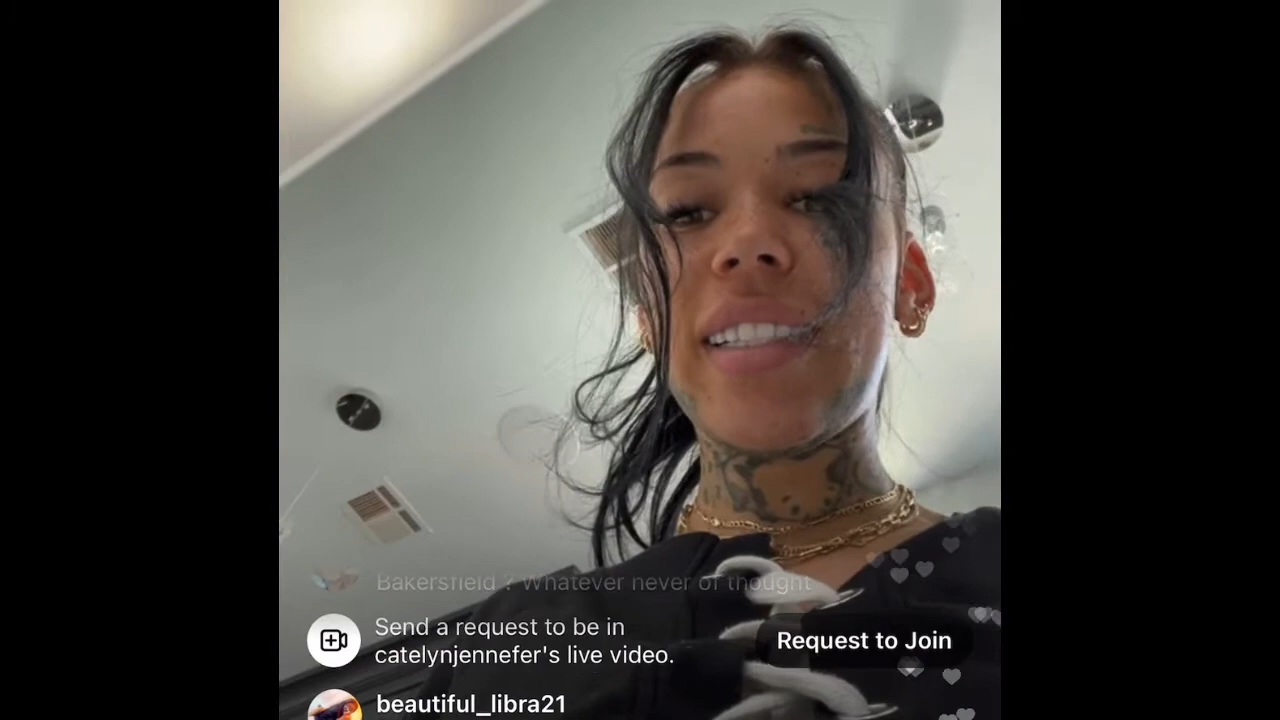 Bakersfield ? Whatever never of thought
Send a request to be in
catelynjennefer's live video.
Request to Join
beautiful_libra21